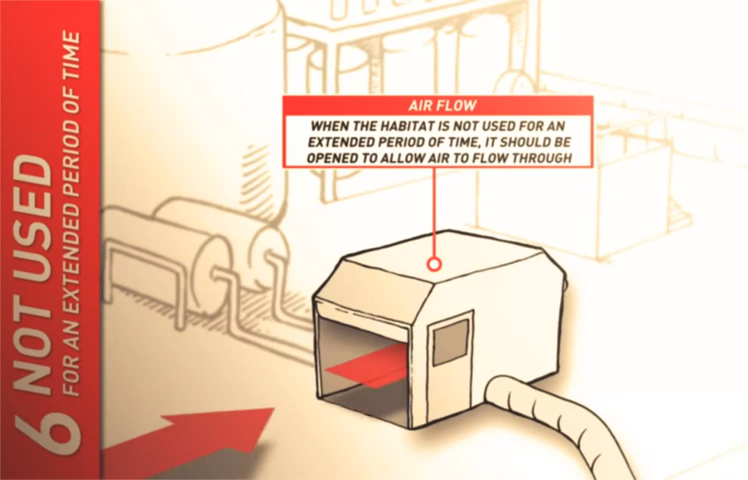 6 NOT USED
FOR AN EXTENDED PERIOD OF TIME
AIR FLOW
WHEN THE HABITAT IS NOT USED FOR AN
EXTENDED PERIOD OF TIME, IT SHOULD BE
OPENED TO ALLOW AIR TO FLOW THROUGH